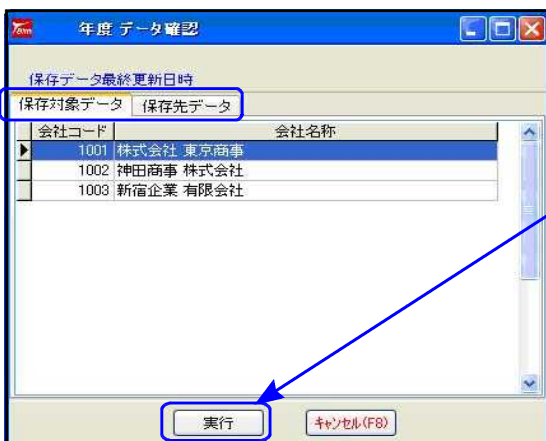 年度 データ確認
保存データ最終更新日時
保存対象データ 保存先データ
会社コード 会社名称
1001 株式会社 東京商事
1002 神田商事 株式会社
1003 新宿企業 有限会社
実行 キャンセル(F8)